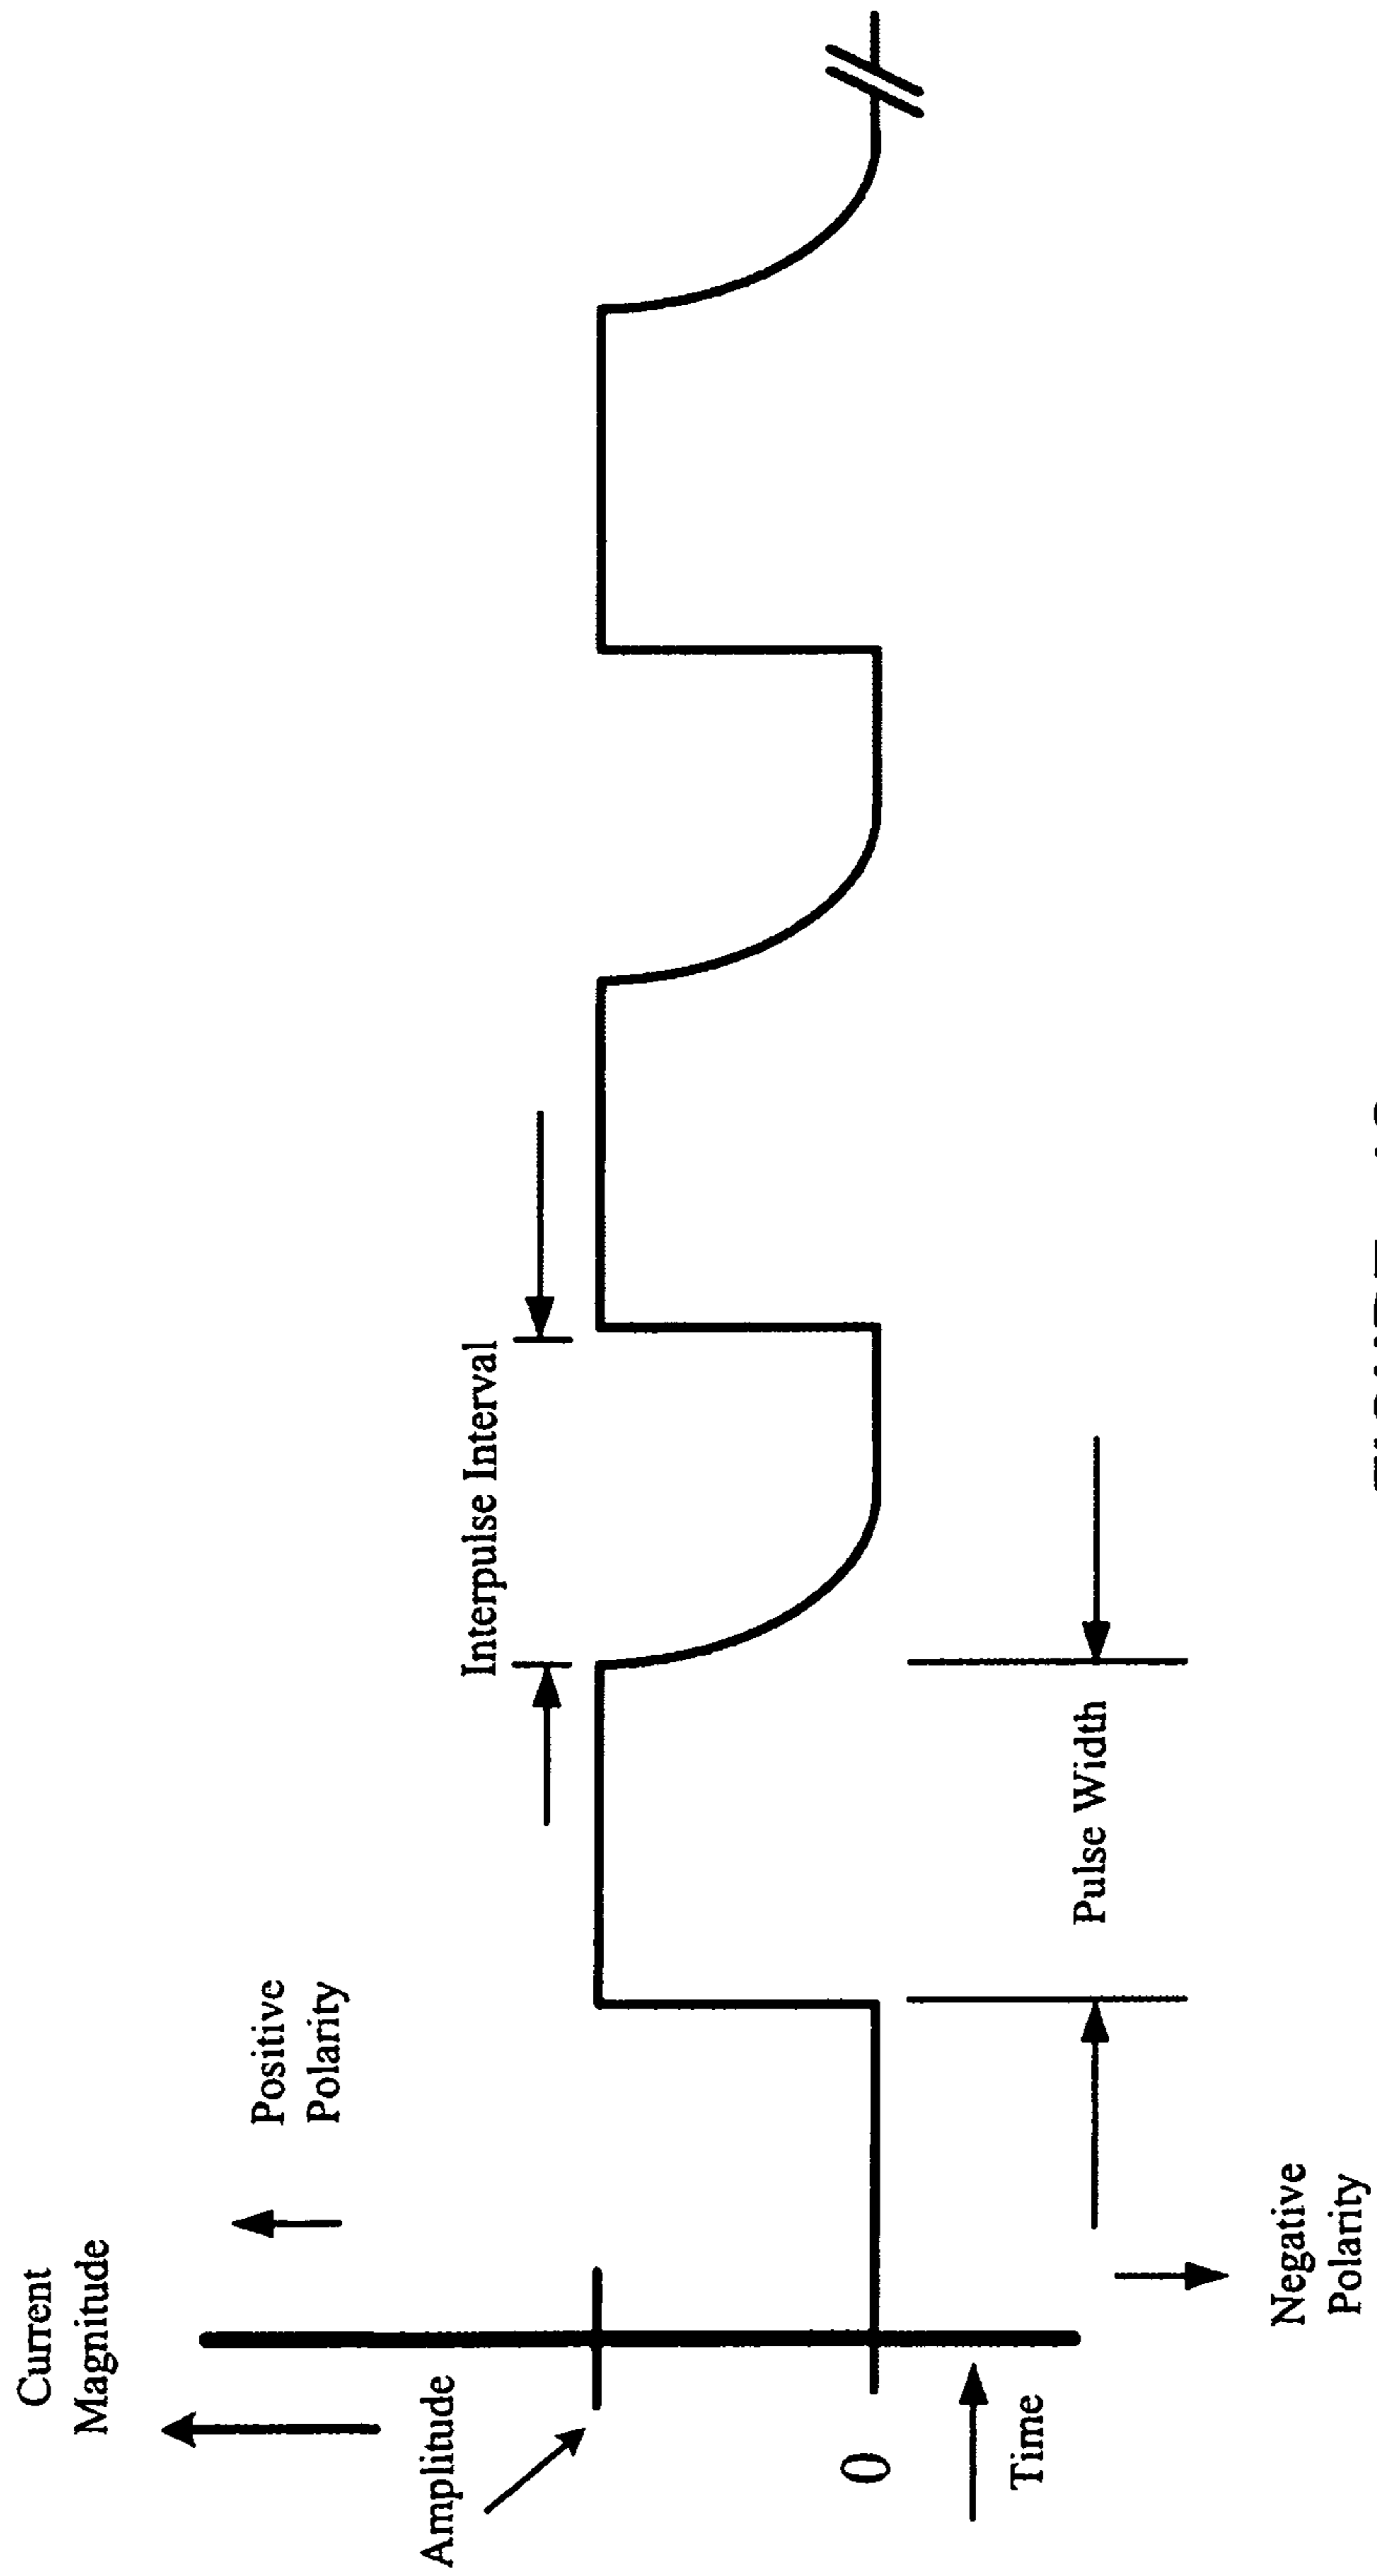 Current
Magnitude
Positive
Polarity
Amplitude
Interpulse Interval
0
Time
Pulse Width
Negative
Polarity